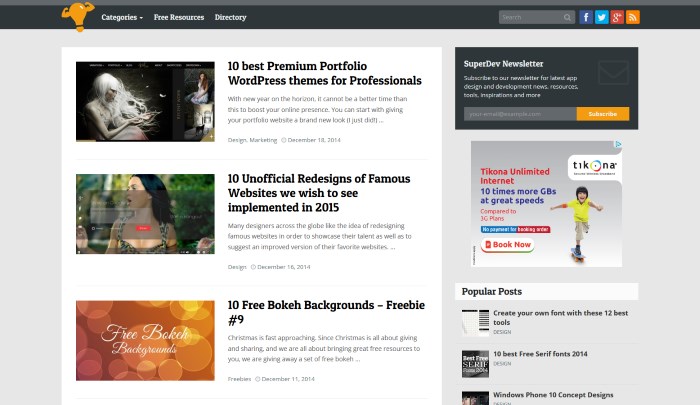 Categories
Free Resources
Directory
Search
10 best Premium Portfolio
WordPress themes for Professionals
With new year on the horizon, it cannot be a better time than
this to boost your online presence. You can start with giving
your portfolio website a brand new look (I just did!) ...
Design, Marketing
December 18, 2014
10 Unofficial Redesigns of Famous
Websites we wish to see
implemented in 2015
Many designers across the globe like the idea of redesigning
famous websites in order to showcase their talent as well as to
suggest an improved version of their favorite websites. ...
Design
December 16, 2014
Free Bokeh
Backgrounds
10 Free Bokeh Backgrounds – Freebie
#9
Christmas is fast approaching. Since Christmas is all about giving
and sharing, and we are all about bringing great free resources to
you, we are giving away a set of free bokeh ...
Freebies
December 11, 2014
SuperDev Newsletter
Subscribe to our newsletter for latest app
design and development news, resources,
tools, inspirations and more
your-email@example.com
Subscribe
tikona
Tikona Unlimited
Internet
10 times more GBs
at great speeds
Compared to
3G Plans
No payment for booking order
Book Now
Popular Posts
Create your own font with these 12 best
tools
DESIGN
Best Free
SERIF
2014
10 best Free Serif fonts 2014
DESIGN
Windows Phone 10 Concept Designs